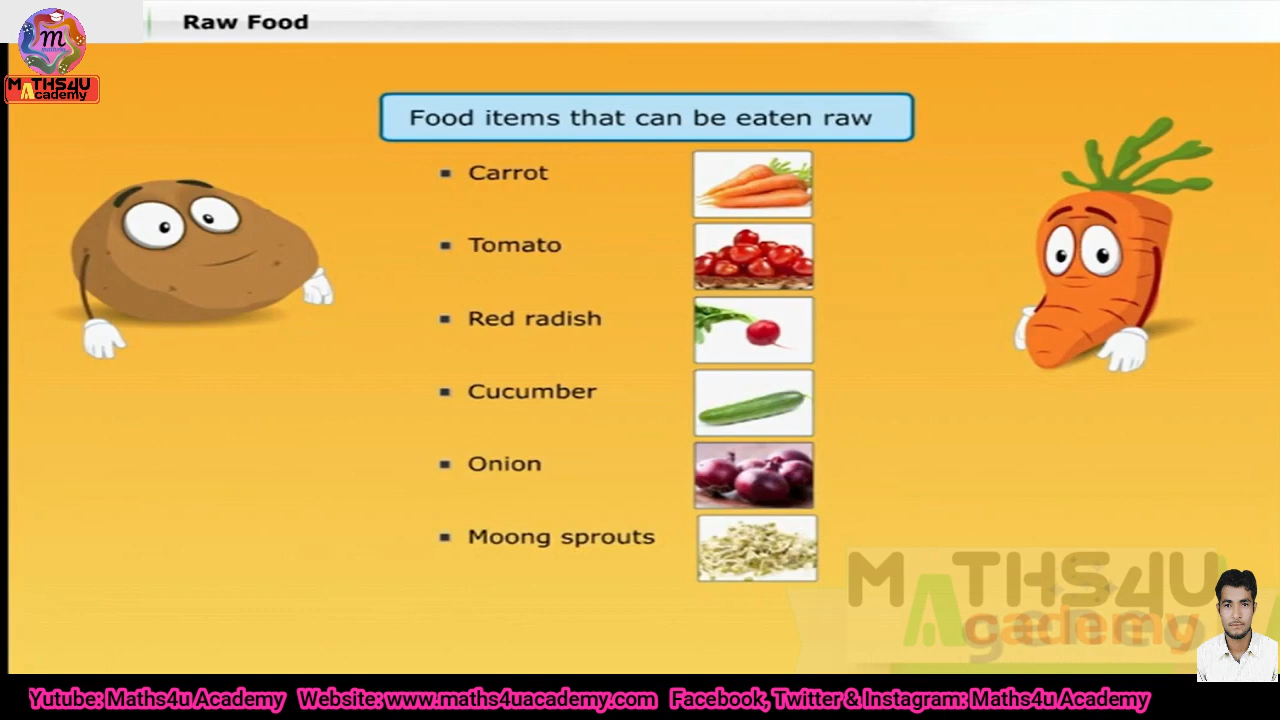 Raw Food
m
MATHS4U
Academy
Food items that can be eaten raw
Carrot
Tomato
Red radish
Cucumber
Onion
Moong sprouts
MATHS4U
Academy
Yutube: Maths4u Academy Website: www.maths4uacademy.com Facebook, Twitter & Instagram: Maths4u Academy